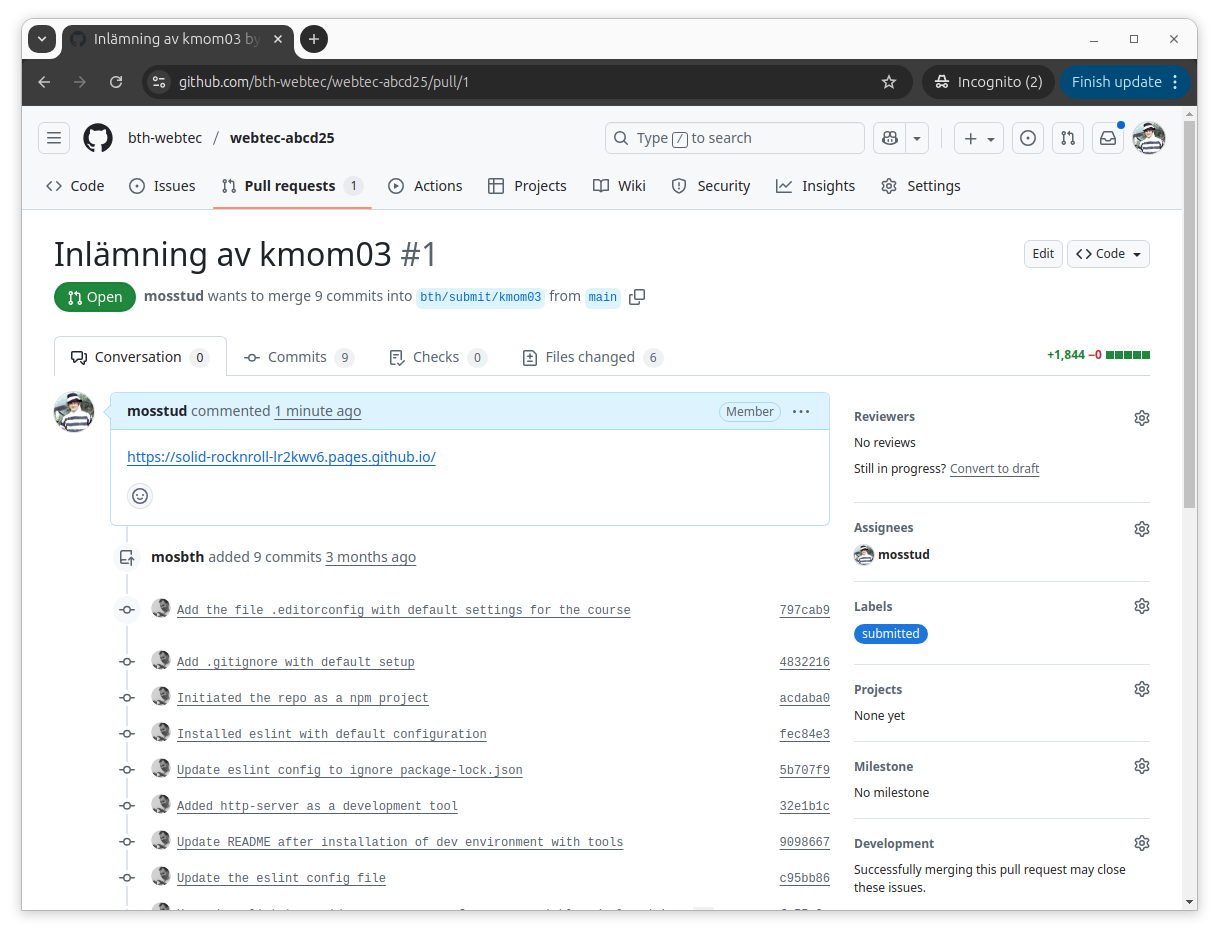 Inlämning av kmom03 by
github.com/bth-webtec/webtec-abcd25/pull/1
Incognito (2)
Finish update
bth-webtec / webtec-abcd25
Type / to search
Code
Issues
Pull requests 1
Actions
Projects
Wiki
Security
Insights
Settings
Inlämning av kmom03 #1
Edit
Code
Open
mosstud wants to merge 9 commits into bth/submit/kmom03 from main
Conversation 0
Commits 9
Checks 0
Files changed 6
+1,844 −0
mosstud commented 1 minute ago
Member
https://solid-rocknroll-lr2kwv6.pages.github.io/
mosbth added 9 commits 3 months ago
Add the file .editorconfig with default settings for the course 797cab9
Add .gitignore with default setup 4832216
Initiated the repo as a npm project acdaba0
Installed eslint with default configuration fec84e3
Update eslint config to ignore package-lock.json 5b707f9
Added http-server as a development tool 32e1b1c
Update README after installation of dev environment with tools 9098667
Update the eslint config file c95bb86
Reviewers
No reviews
Still in progress? Convert to draft
Assignees
mosstud
Labels
submitted
Projects
None yet
Milestone
No milestone
Development
Successfully merging this pull request may close
these issues.